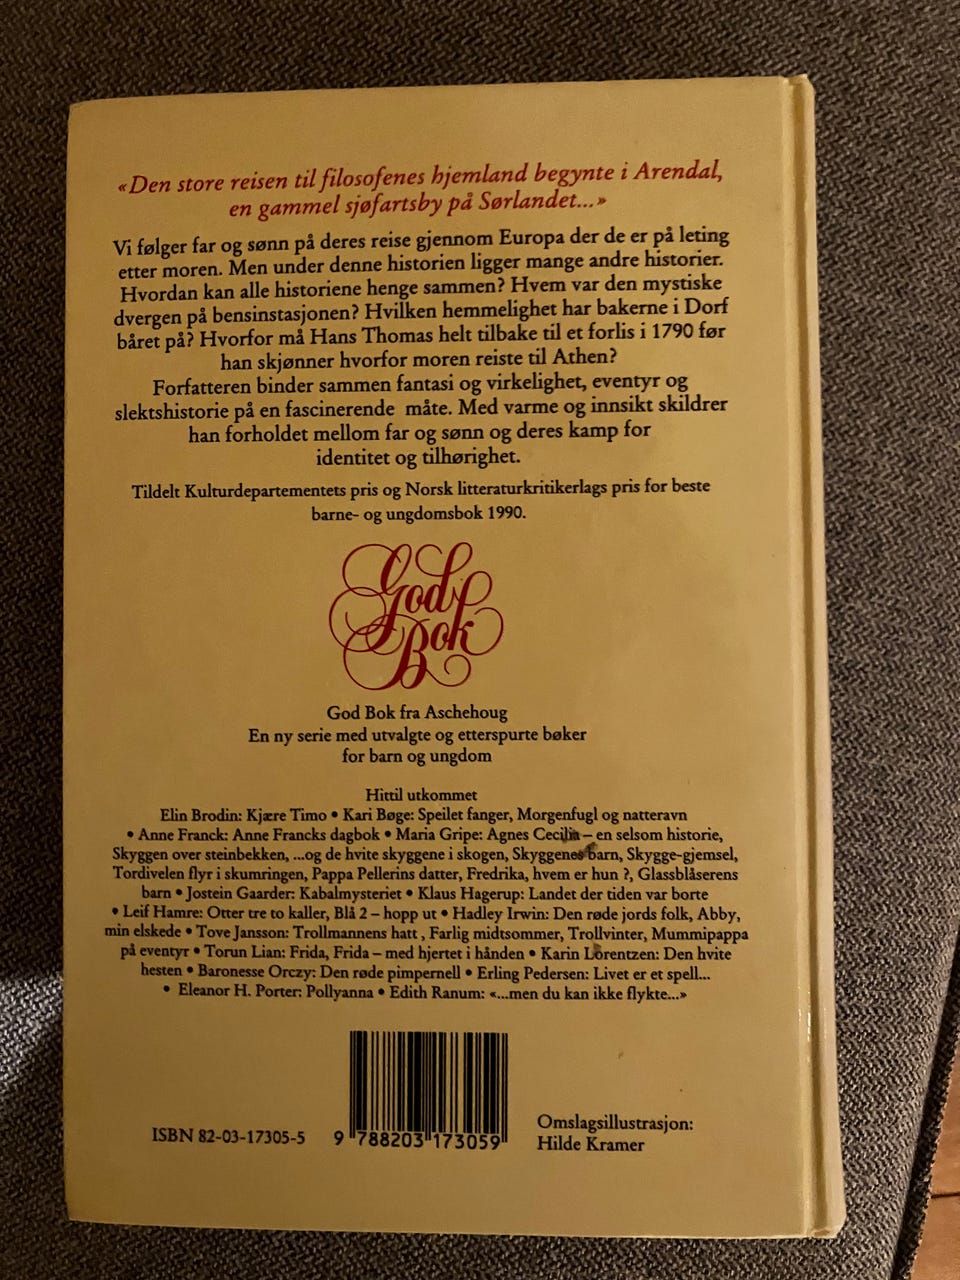 «Den store reisen til filosofenes hjemland begynte i Arendal,
en gammel sjøfartsby på Sørlandet...»
Vi følger far og sønn på deres reise gjennom Europa der de er på leting
etter moren. Men under denne historien ligger mange andre historier.
Hvordan kan alle historiene henge sammen? Hvem var den mystiske
dvergen på bensinstasjonen? Hvilken hemmelighet har bakerne i Dorf
båret på? Hvorfor må Hans Thomas helt tilbake til et forlis i 1790 før
han skjønner hvorfor moren reiste til Athen?
Forfatteren binder sammen fantasi og virkelighet, eventyr og
slektshistorie på en fascinerende måte. Med varme og innsikt skildrer
han forholdet mellom far og sønn og deres kamp for
identitet og tilhørighet.
Tildelt Kulturdepartementets pris og Norsk litteraturkritikerlags pris for beste
barne- og ungdomsbok 1990.
God
Bok
God Bok fra Aschehoug
En ny serie med utvalgte og etterspurte bøker
for barn og ungdom
Hittil utkommet
Elin Brodin: Kjære Timo • Kari Bøge: Speilet fanger, Morgenfugl og natteravn
• Anne Franck: Anne Francks dagbok • Maria Gripe: Agnes Cecilia – en selsom historie,
Skyggen over steinbekken, ...og de hvite skyggene i skogen, Skyggenes barn, Skygge-gjemsel,
Tordivelen flyr i skumringen, Pappa Pellerins datter, Fredrika, hvem er hun ?, Glassblåserens
barn • Jostein Gaarder: Kabalmysteriet • Klaus Hagerup: Landet der tiden var borte
• Leif Hamre: Otter tre to kaller, Blå 2 – hopp ut • Hadley Irwin: Den røde jords folk, Abby,
min elskede • Tove Jansson: Trollmannens hatt , Farlig midtsommer, Trollvinter, Mummipappa
på eventyr • Torun Lian: Frida, Frida – med hjertet i hånden • Karin Lorentzen: Den hvite
hesten • Baronesse Orczy: Den røde pimpernell • Erling Pedersen: Livet er et spell...
• Eleanor H. Porter: Pollyanna • Edith Ranum: «...men du kan ikke flykte...»
ISBN 82-03-17305-5
9 788203 173059
Omslagsillustrasjon:
Hilde Kramer